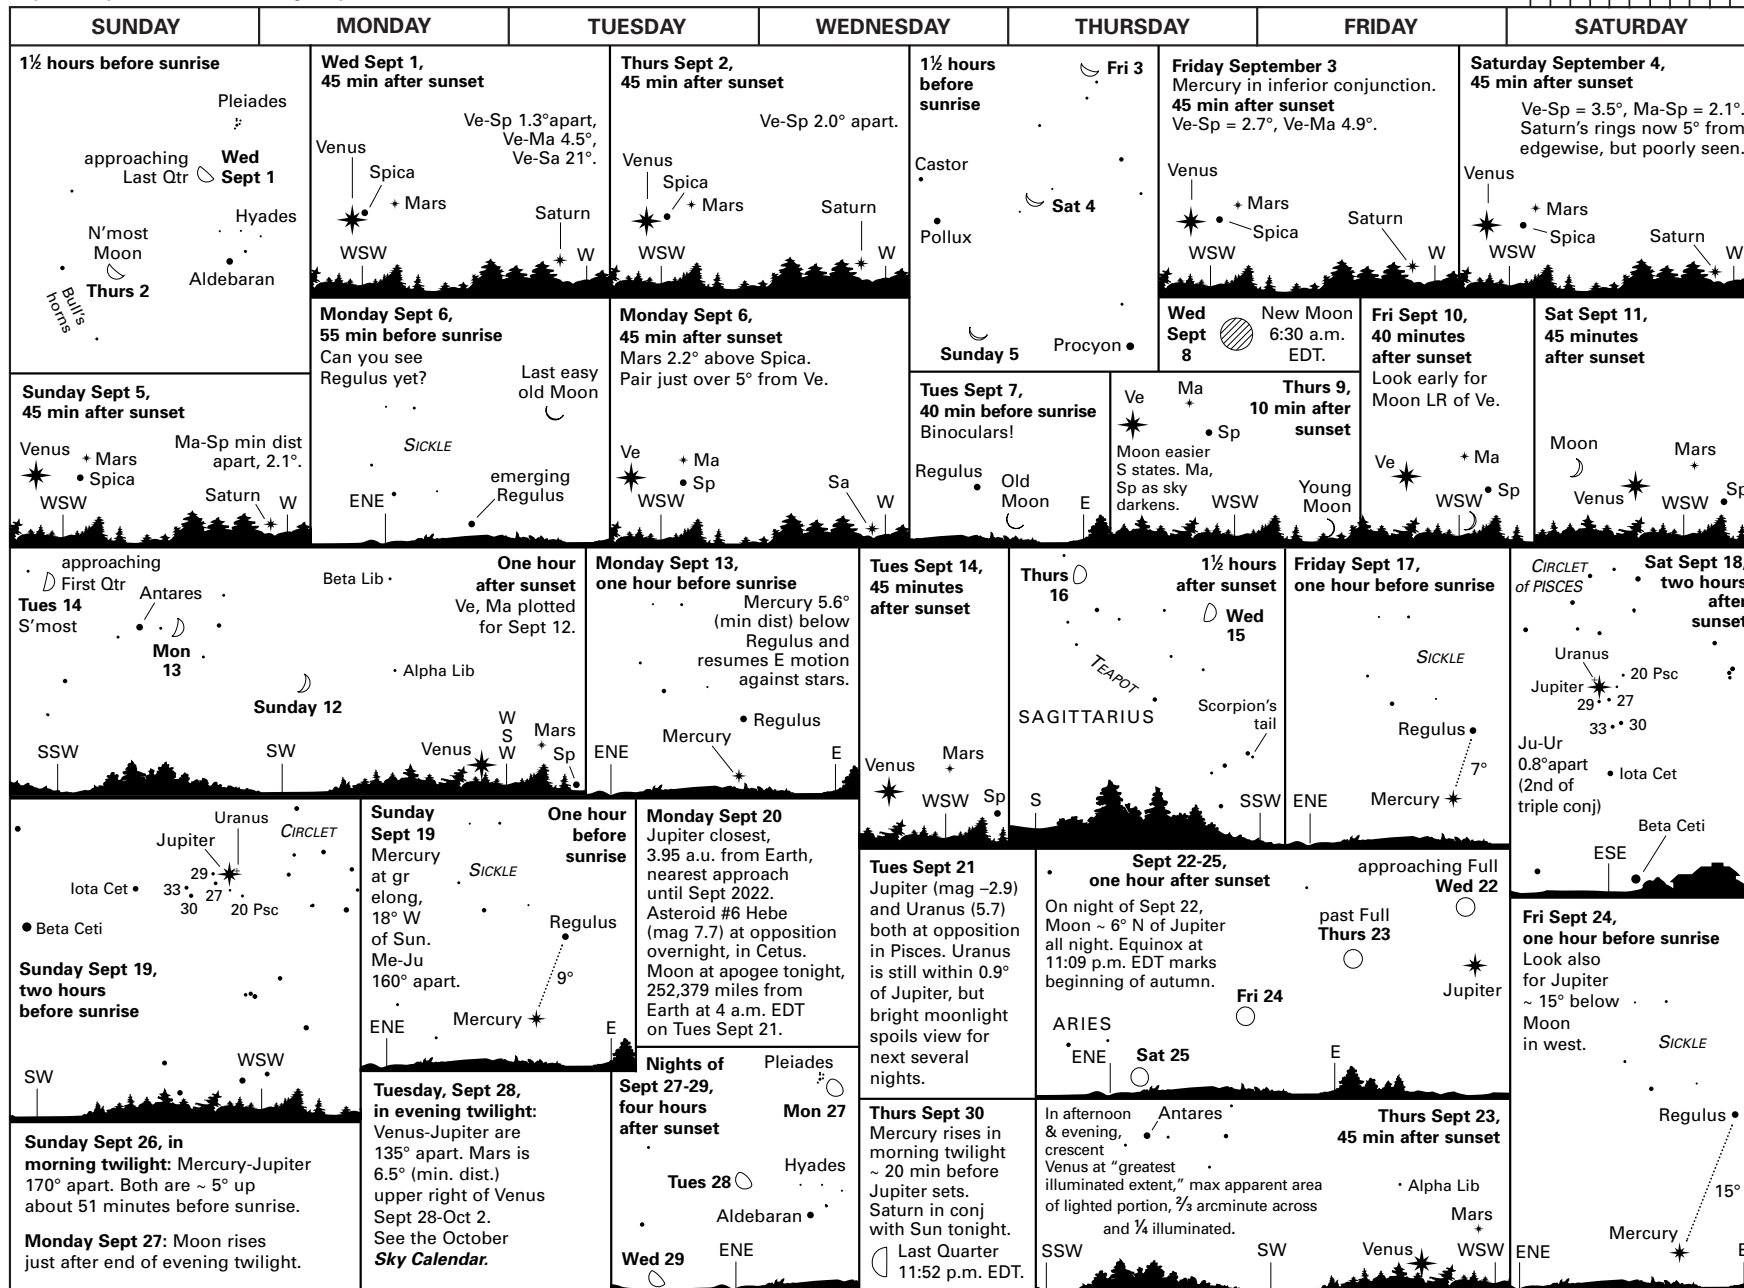 SUNDAY
MONDAY
TUESDAY
WEDNESDAY
THURSDAY
FRIDAY
SATURDAY
1½ hours before sunrise
Pleiades
approaching
Last Qtr
Wed
Sept 1
Hyades
N'most
Moon
Thurs 2
Aldebaran
Bull's
horns
Wed Sept 1,
45 min after sunset
Ve-Sp 1.3°apart,
Ve-Ma 4.5°,
Ve-Sa 21°.
Venus
Spica
Mars
Saturn
WSW
W
Thurs Sept 2,
45 min after sunset
Ve-Sp 2.0° apart.
Venus
Spica
Mars
Saturn
WSW
W
1½ hours
before
sunrise
Fri 3
Castor
Sat 4
Pollux
Sunday 5
Procyon
Friday September 3
Mercury in inferior conjunction.
45 min after sunset
Ve-Sp = 2.7°, Ve-Ma 4.9°.
Venus
Mars
Spica
Saturn
WSW
W
Saturday September 4,
45 min after sunset
Ve-Sp = 3.5°, Ma-Sp = 2.1°.
Saturn's rings now 5° from
edgewise, but poorly seen.
Venus
Mars
Spica
Saturn
WSW
W
Sunday Sept 5,
45 min after sunset
Ma-Sp min dist
apart, 2.1°.
Venus
Mars
Spica
Saturn
WSW
W
Monday Sept 6,
55 min before sunrise
Can you see
Regulus yet?
Last easy
old Moon
SICKLE
ENE
emerging
Regulus
Monday Sept 6,
45 min after sunset
Mars 2.2° above Spica.
Pair just over 5° from Ve.
Ve
Ma
Sp
Sa
WSW
W
Tues Sept 7,
40 min before sunrise
Binoculars!
Regulus
Old
Moon
E
Wed
Sept
8
New Moon
6:30 a.m.
EDT.
Thurs 9,
10 min after
sunset
Ve
Ma
Sp
Moon easier
S states. Ma,
Sp as sky
darkens.
WSW
Young
Moon
Fri Sept 10,
40 minutes
after sunset
Look early for
Moon LR of Ve.
Ve
Ma
Sp
WSW
Sat Sept 11,
45 minutes
after sunset
Moon
Mars
Venus
WSW
Sp
approaching
First Qtr
Tues 14
S'most
Antares
Mon
13
Beta Lib
One hour
after sunset
Ve, Ma plotted
for Sept 12.
Alpha Lib
Sunday 12
SSW
SW
Venus
W
S
W
Mars
Sp
Monday Sept 13,
one hour before sunrise
Mercury 5.6°
(min dist) below
Regulus and
resumes E motion
against stars.
Regulus
Mercury
ENE
E
Tues Sept 14,
45 minutes
after sunset
Mars
Venus
WSW
Sp
Thurs
16
1½ hours
after sunset
Wed
15
TEAPOT
SAGITTARIUS
Scorpion's
tail
S
SSW
Friday Sept 17,
one hour before sunrise
SICKLE
Regulus
7°
Mercury
ENE
CIRCLET
of PISCES
Sat Sept 18,
two hours
after
sunset
Uranus
20 Psc
Jupiter
29
27
33
30
Ju-Ur
0.8°apart
(2nd of
triple conj)
Iota Cet
Beta Ceti
ESE
Uranus
Jupiter
CIRCLET
29
33
27
30
20 Psc
Iota Cet
Beta Ceti
Sunday Sept 19,
two hours
before sunrise
SW
WSW
Sunday
Sept 19
Mercury
at gr
elong,
18° W
of Sun.
Me-Ju
160° apart.
One hour
before
sunrise
SICKLE
Regulus
9°
Mercury
ENE
E
Monday Sept 20
Jupiter closest,
3.95 a.u. from Earth,
nearest approach
until Sept 2022.
Asteroid #6 Hebe
(mag 7.7) at opposition
overnight, in Cetus.
Moon at apogee tonight,
252,379 miles from
Earth at 4 a.m. EDT
on Tues Sept 21.
Tues Sept 21
Jupiter (mag –2.9)
and Uranus (5.7)
both at opposition
in Pisces. Uranus
is still within 0.9°
of Jupiter, but
bright moonlight
spoils view for
next several
nights.
Sept 22-25,
one hour after sunset
On night of Sept 22,
Moon ~ 6° N of Jupiter
all night. Equinox at
11:09 p.m. EDT marks
beginning of autumn.
approaching Full
Wed 22
past Full
Thurs 23
Jupiter
Fri 24
ARIES
ENE
Sat 25
E
Fri Sept 24,
one hour before sunrise
Look also
for Jupiter
~ 15° below
Moon
in west.
SICKLE
Regulus
15°
Mercury
ENE
E
Sunday Sept 26, in
morning twilight: Mercury-Jupiter
170° apart. Both are ~ 5° up
about 51 minutes before sunrise.
Monday Sept 27: Moon rises
just after end of evening twilight.
Tuesday, Sept 28,
in evening twilight:
Venus-Jupiter are
135° apart. Mars is
6.5° (min. dist.)
upper right of Venus
Sept 28-Oct 2.
See the October
Sky Calendar.
Nights of
Sept 27-29,
four hours
after sunset
Pleiades
Mon 27
Hyades
Tues 28
Aldebaran
Wed 29
ENE
Thurs Sept 30
Mercury rises in
morning twilight
~ 20 min before
Jupiter sets.
Saturn in conj
with Sun tonight.
Last Quarter
11:52 p.m. EDT.
In afternoon
& evening,
crescent
Venus at "greatest
illuminated extent," max apparent area
of lighted portion, ⅔ arcminute across
and ¼ illuminated.
Antares
Thurs Sept 23,
45 min after sunset
Alpha Lib
Mars
SSW
SW
Venus
WSW